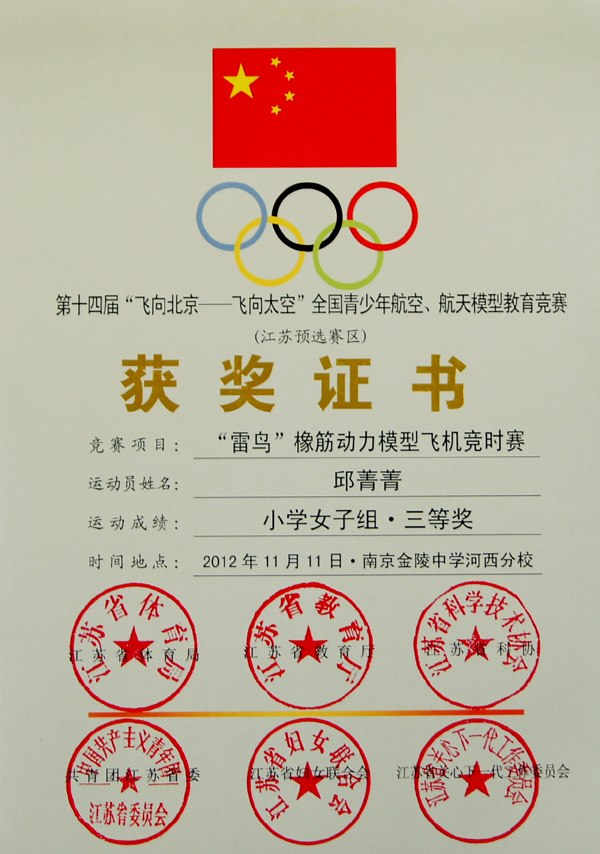 第十四届“飞向北京——飞向太空”全国青少年航空、航天模型教育竞赛
(江苏预选赛区)
获奖证书
竞赛项目：“雷鸟”橡筋动力模型飞机竞时赛
运动员姓名：邱菁菁
运动成绩：小学女子组·三等奖
时间地点：2012年11月11日·南京金陵中学河西分校
江苏省体育局 江苏省教育厅 江苏省科学技术协会
江苏省体育局 江苏省教育厅 江苏省科协
中国共产主义青年团 江苏省妇女联合会 江苏省关心下一代工作委员会
共青团江苏省委 江苏省妇女联合会 江苏省关心下一代工作委员会
江苏省委员会